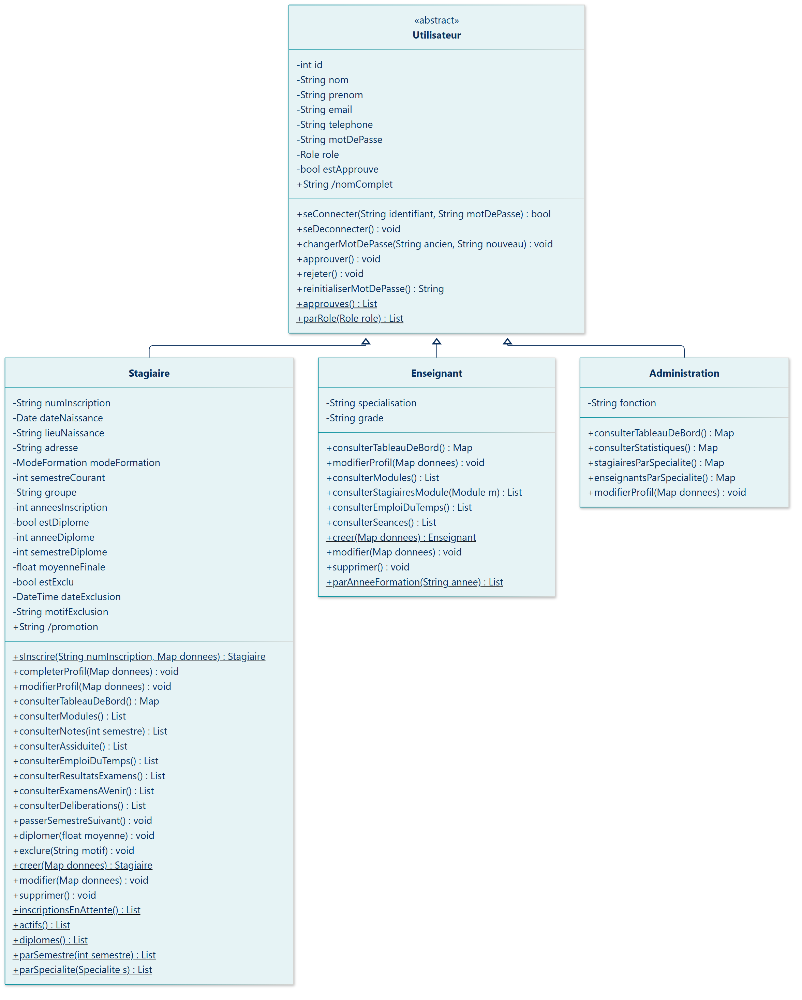 «abstract»
Utilisateur
-int id
-String nom
-String prenom
-String email
-String telephone
-String motDePasse
-Role role
-bool estApprouve
+String /nomComplet
+seConnecter(String identifiant, String motDePasse) : bool
+seDeconnecter() : void
+changerMotDePasse(String ancien, String nouveau) : void
+approuver() : void
+rejeter() : void
+reinitialiserMotDePasse() : String
+approuves() : List
+parRole(Role role) : List
Stagiaire
-String numInscription
-Date dateNaissance
-String lieuNaissance
-String adresse
-ModeFormation modeFormation
-int semestreCourant
-String groupe
-int anneesInscription
-bool estDiplome
-int anneeDiplome
-int semestreDiplome
-float moyenneFinale
-bool estExclu
-DateTime dateExclusion
-String motifExclusion
+String /promotion
+sInscrire(String numInscription, Map donnees) : Stagiaire
+completerProfil(Map donnees) : void
+modifierProfil(Map donnees) : void
+consulterTableauDeBord() : Map
+consulterModules() : List
+consulterNotes(int semestre) : List
+consulterAssiduite() : List
+consulterEmploiDuTemps() : List
+consulterResultatsExamens() : List
+consulterExamensAVenir() : List
+consulterDeliberations() : List
+passerSemestreSuivant() : void
+diplomer(float moyenne) : void
+exclure(String motif) : void
+creer(Map donnees) : Stagiaire
+modifier(Map donnees) : void
+supprimer() : void
+inscriptionsEnAttente() : List
+actifs() : List
+diplomes() : List
+parSemestre(int semestre) : List
+parSpecialite(Specialite s) : List
Enseignant
-String specialisation
-String grade
+consulterTableauDeBord() : Map
+modifierProfil(Map donnees) : void
+consulterModules() : List
+consulterStagiairesModule(Module m) : List
+consulterEmploiDuTemps() : List
+consulterSeances() : List
+creer(Map donnees) : Enseignant
+modifier(Map donnees) : void
+supprimer() : void
+parAnneeFormation(String annee) : List
Administration
-String fonction
+consulterTableauDeBord() : Map
+consulterStatistiques() : Map
+stagiairesParSpecialite() : Map
+enseignantsParSpecialite() : Map
+modifierProfil(Map donnees) : void